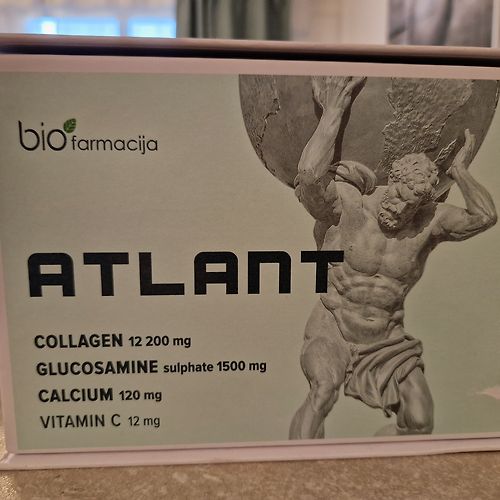 bio farmacija
ATLANT
COLLAGEN 12 200 mg
GLUCOSAMINE sulphate 1500 mg
CALCIUM 120 mg
VITAMIN C 12 mg